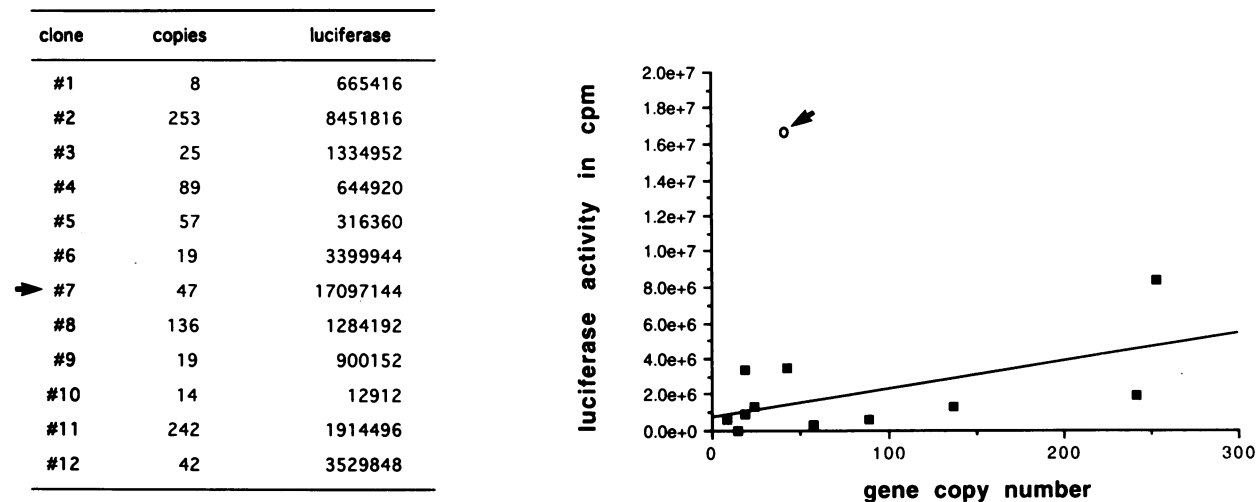 clone copies luciferase
#1 8 665416
#2 253 8451816
#3 25 1334952
#4 89 644920
#5 57 316360
#6 19 3399944
#7 47 17097144
#8 136 1284192
#9 19 900152
#10 14 12912
#11 242 1914496
#12 42 3529848
luciferase activity in cpm
2.0e+7
1.8e+7
1.6e+7
1.4e+7
1.2e+7
1.0e+7
8.0e+6
6.0e+6
4.0e+6
2.0e+6
0.0e+0
0 100 200 300
gene copy number